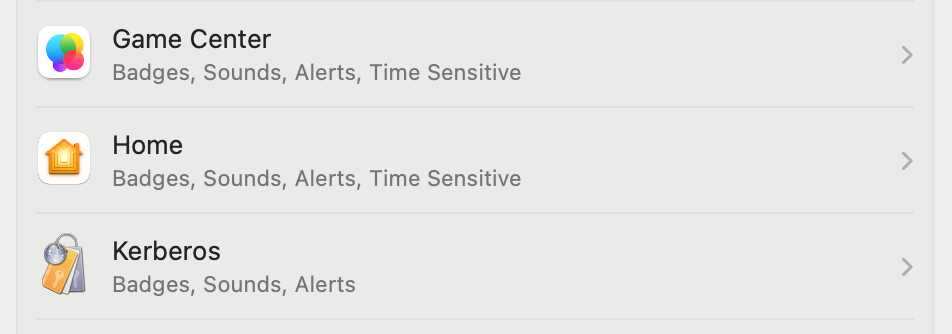 Game Center
Badges, Sounds, Alerts, Time Sensitive
Home
Badges, Sounds, Alerts, Time Sensitive
Kerberos
Badges, Sounds, Alerts